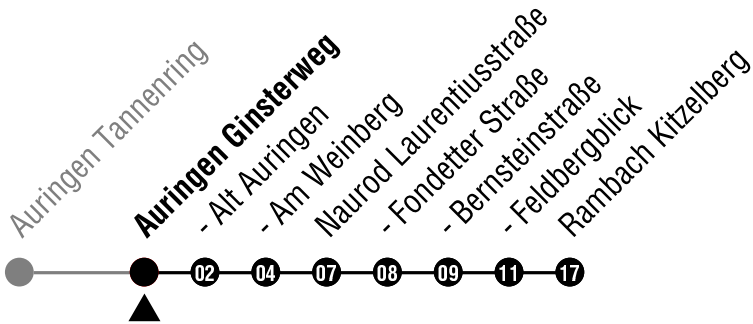 Auringen Tannenring
Auringen Ginsterweg
- Alt Auringen
- Am Weinberg
Naurod Laurentiusstraße
- Fondetter Straße
- Bernsteinstraße
- Feldbergblick
Rambach Kitzelberg
02 04 07 08 09 11 17